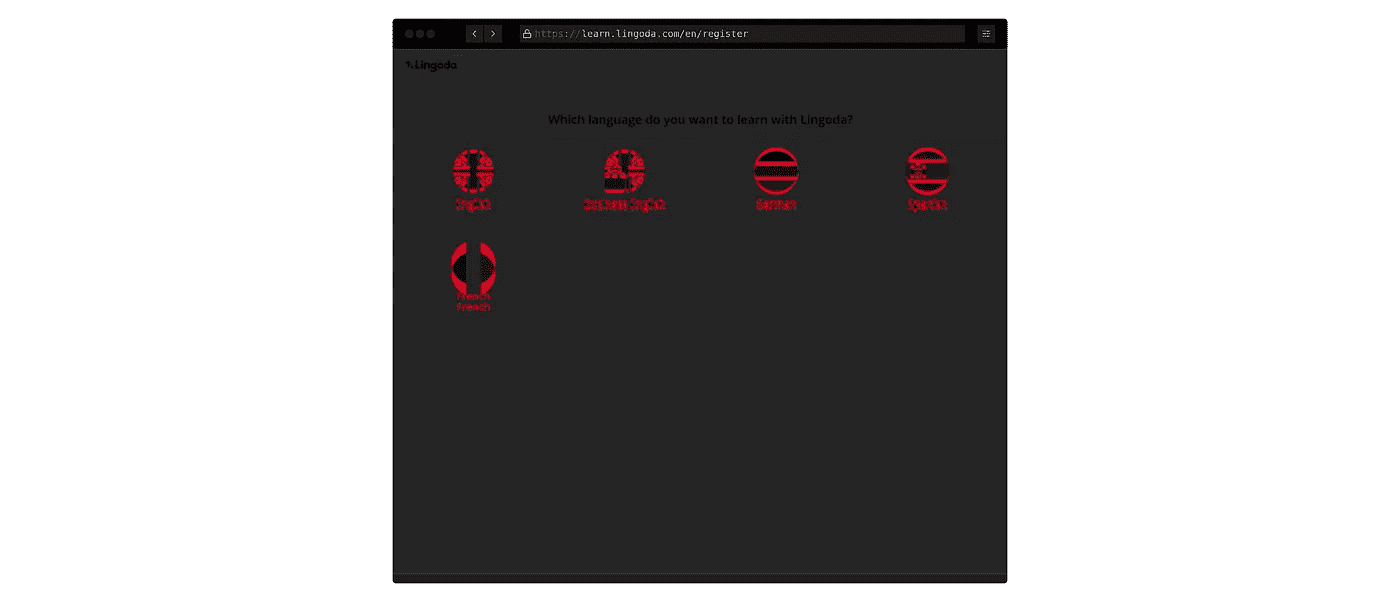 https://learn.lingoda.com/en/register
Lingoda
Which language do you want to learn with Lingoda?
English
Business English
German
Spanish
French
French